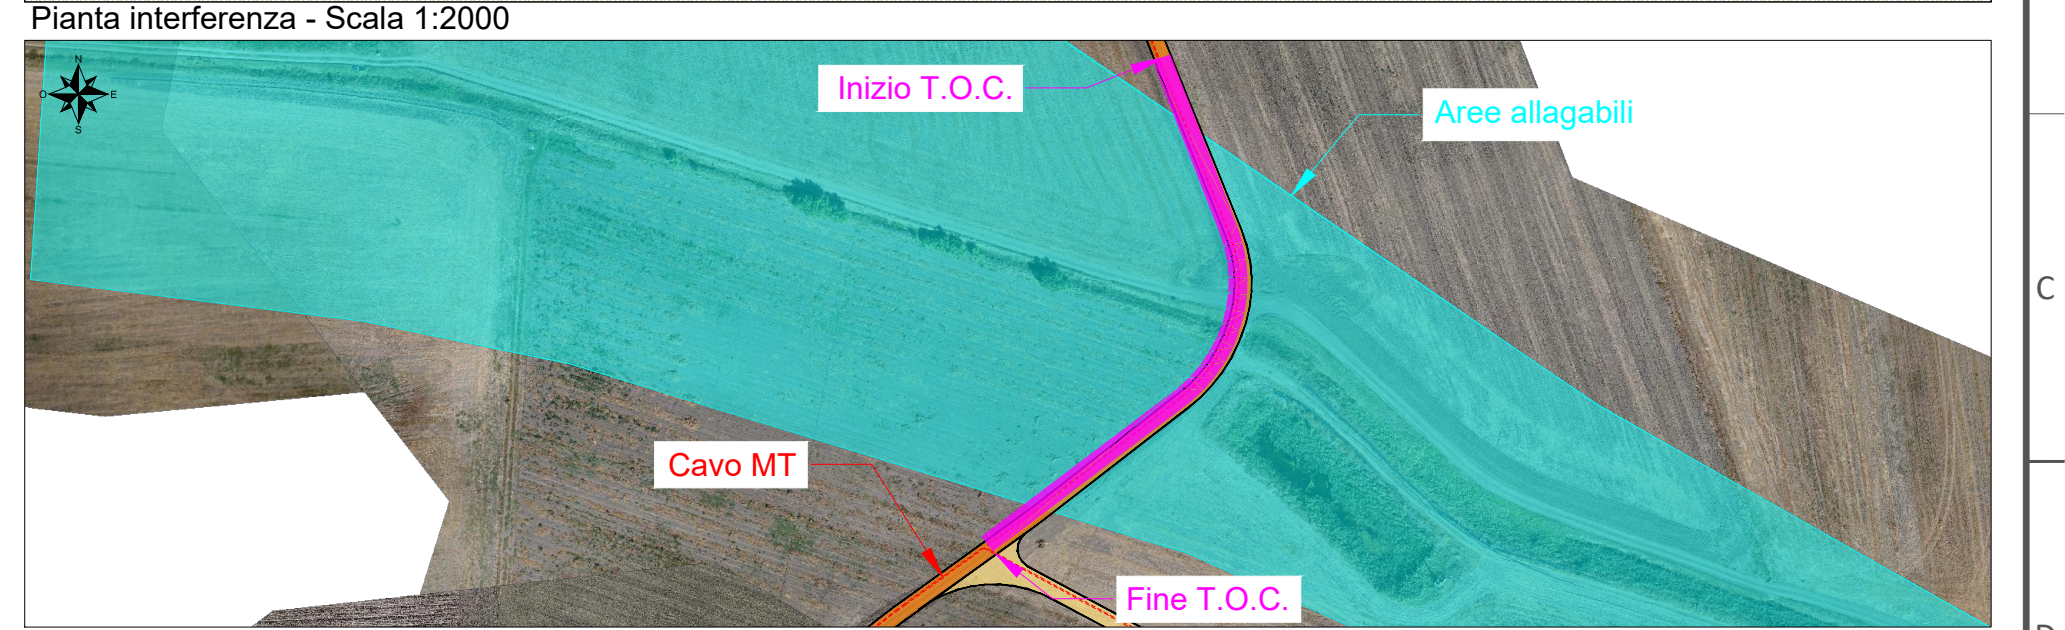 Pianta interferenza - Scala 1:2000
N
O
E
S
Inizio T.O.C.
Aree allagabili
C
Cavo MT
Fine T.O.C.
D